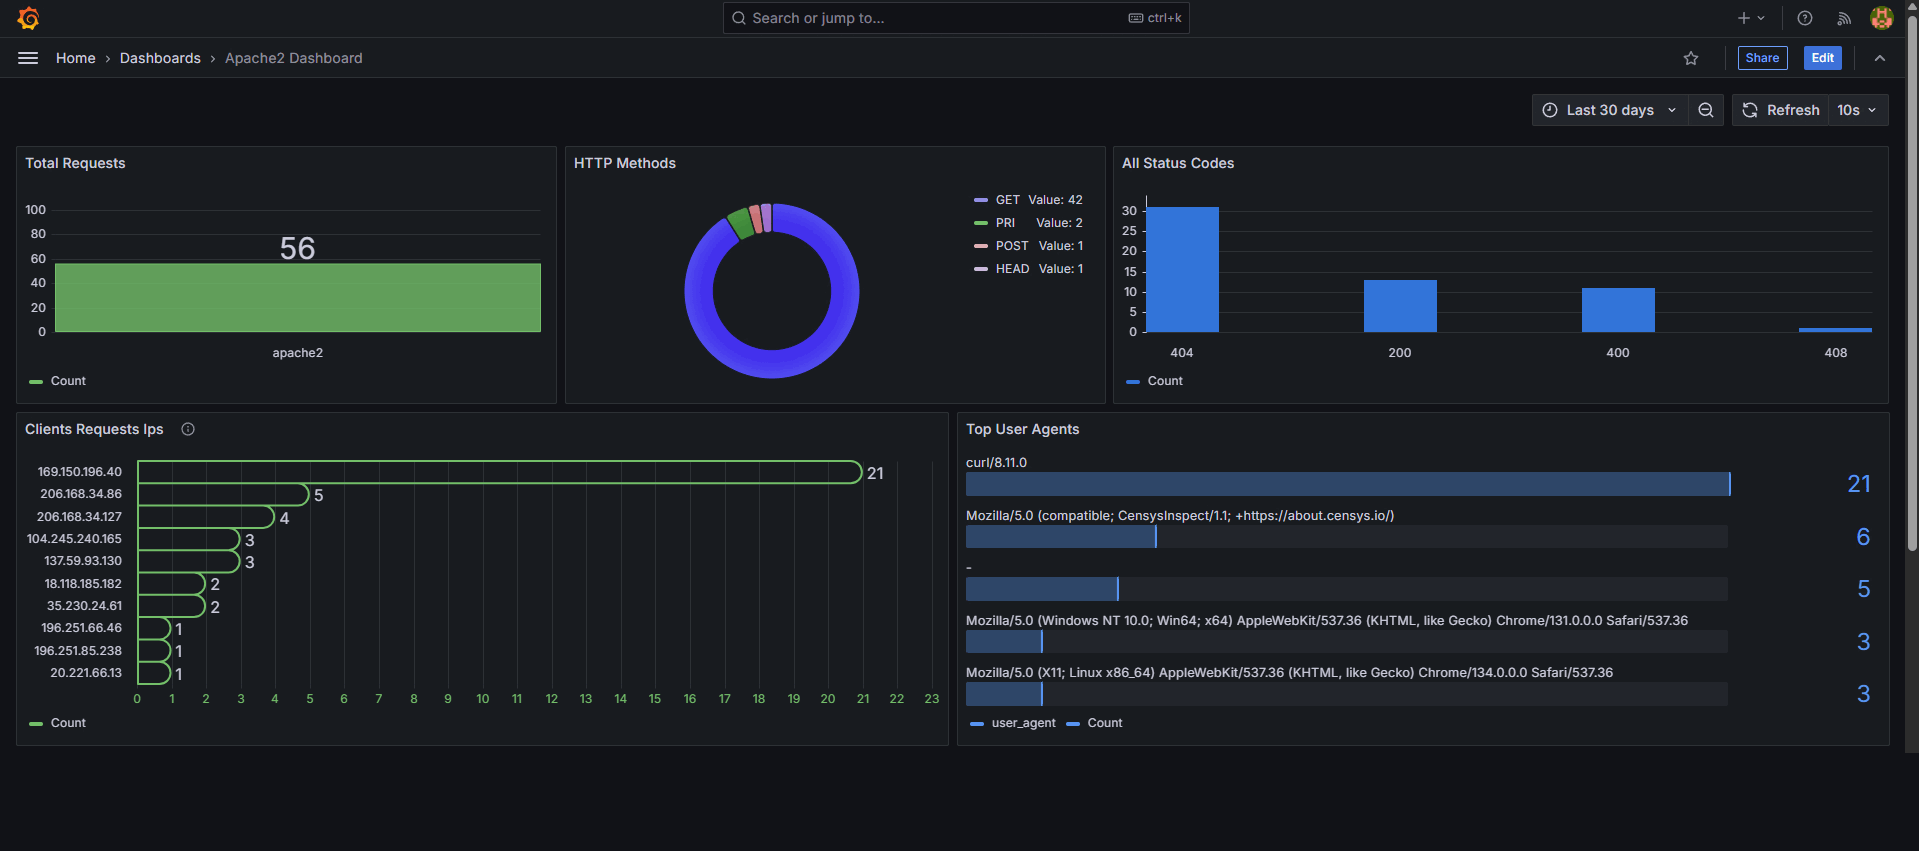 Search or jump to...
ctrl+k
Home › Dashboards › Apache2 Dashboard
Share
Edit
Last 30 days
Refresh
10s
Total Requests
100
80
60
40
20
0
56
apache2
Count
HTTP Methods
GET Value: 42
PRI Value: 2
POST Value: 1
HEAD Value: 1
All Status Codes
30
25
20
15
10
5
0
404 200 400 408
Count
Clients Requests Ips
169.150.196.40 21
206.168.34.86 5
206.168.34.127 4
104.245.240.165 3
137.59.93.130 3
18.118.185.182 2
35.230.24.61 2
196.251.66.46 1
196.251.85.238 1
20.221.66.13 1
0 1 2 3 4 5 6 7 8 9 10 11 12 13 14 15 16 17 18 19 20 21 22 23
Count
Top User Agents
curl/8.11.0
21
Mozilla/5.0 (compatible; CensysInspect/1.1; +https://about.censys.io/)
6
-
5
Mozilla/5.0 (Windows NT 10.0; Win64; x64) AppleWebKit/537.36 (KHTML, like Gecko) Chrome/131.0.0.0 Safari/537.36
3
Mozilla/5.0 (X11; Linux x86_64) AppleWebKit/537.36 (KHTML, like Gecko) Chrome/134.0.0.0 Safari/537.36
3
user_agent Count